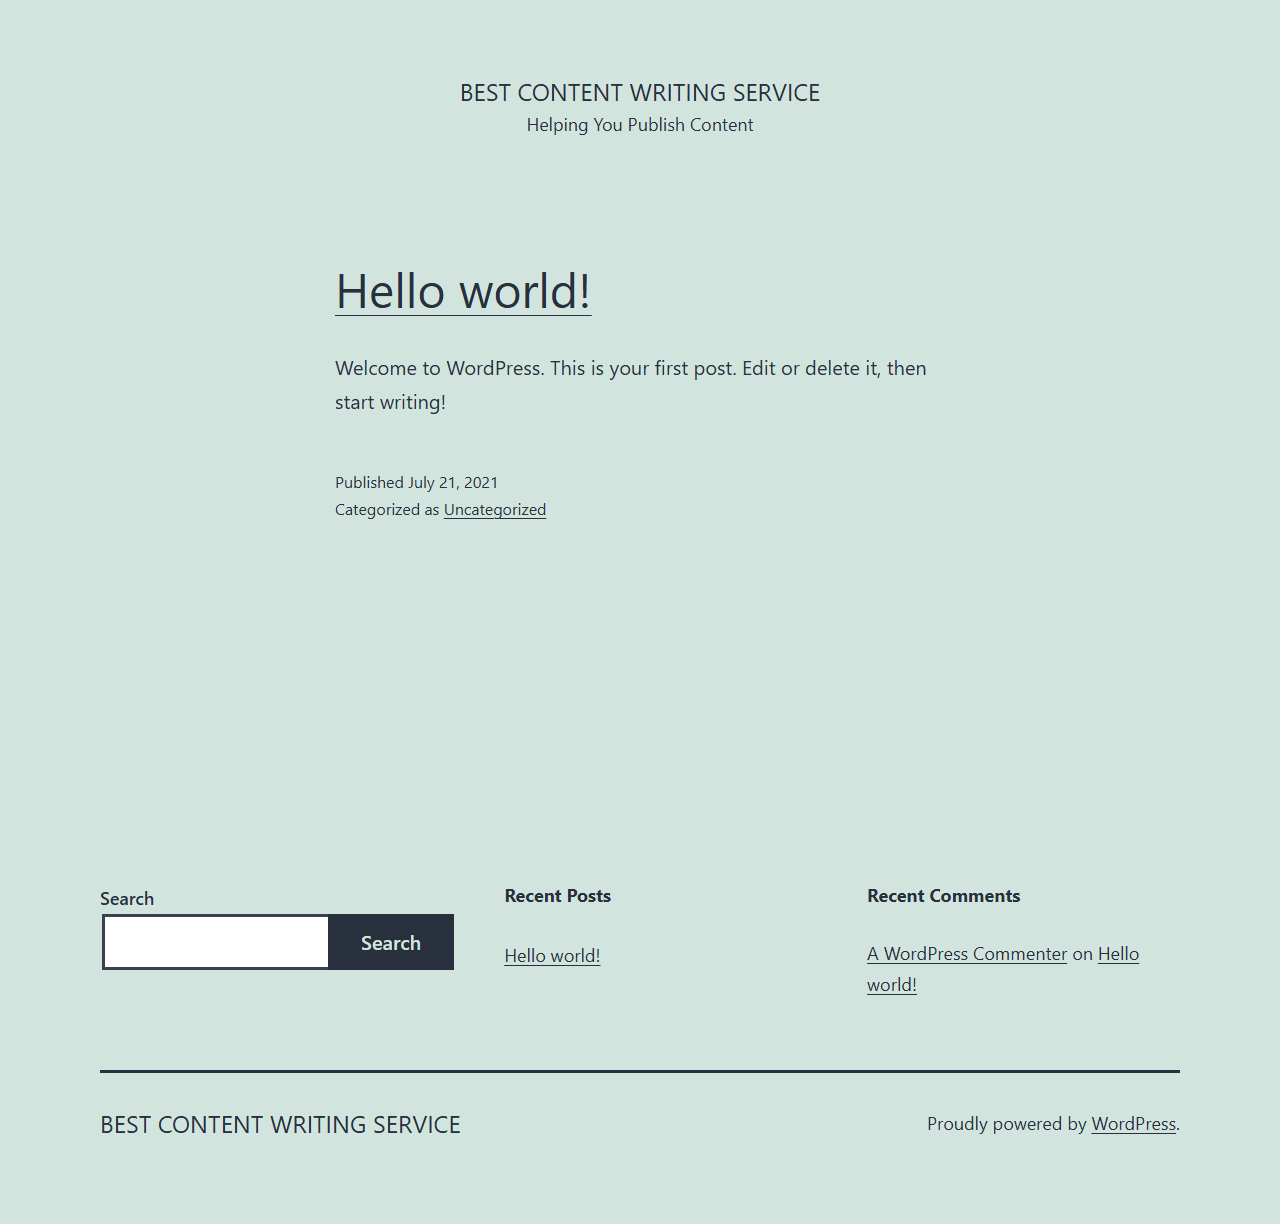 BEST CONTENT WRITING SERVICE
Helping You Publish Content
Hello world!
Welcome to WordPress. This is your first post. Edit or delete it, then
start writing!
Published July 21, 2021
Categorized as Uncategorized
Search
Search
Recent Posts
Hello world!
Recent Comments
A WordPress Commenter on Hello
world!
BEST CONTENT WRITING SERVICE
Proudly powered by WordPress.